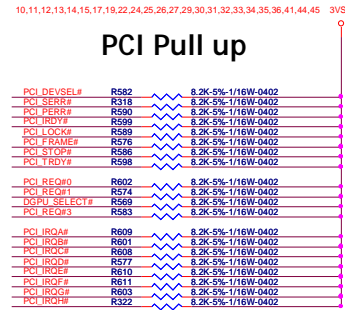 10,11,12,13,14,15,17,19,22,24,25,26,27,29,30,31,32,33,34,35,36,41,44,45 3VS
PCI Pull up
PCI_DEVSEL# R582 8.2K-5%-1/16W-0402
PCI_SERR# R318 8.2K-5%-1/16W-0402
PCI_PERR# R590 8.2K-5%-1/16W-0402
PCI_IRDY# R599 8.2K-5%-1/16W-0402
PCI_LOCK# R589 8.2K-5%-1/16W-0402
PCI_FRAME# R576 8.2K-5%-1/16W-0402
PCI_STOP# R586 8.2K-5%-1/16W-0402
PCI_TRDY# R598 8.2K-5%-1/16W-0402
PCI_REQ#0 R602 8.2K-5%-1/16W-0402
PCI_REQ#1 R574 8.2K-5%-1/16W-0402
DGPU_SELECT# R569 8.2K-5%-1/16W-0402
PCI_REQ#3 R583 8.2K-5%-1/16W-0402
PCI_IRQA# R609 8.2K-5%-1/16W-0402
PCI_IRQB# R601 8.2K-5%-1/16W-0402
PCI_IRQC# R608 8.2K-5%-1/16W-0402
PCI_IRQD# R577 8.2K-5%-1/16W-0402
PCI_IRQE# R610 8.2K-5%-1/16W-0402
PCI_IRQF# R611 8.2K-5%-1/16W-0402
PCI_IRQG# R603 8.2K-5%-1/16W-0402
PCI_IRQH# R322 8.2K-5%-1/16W-0402